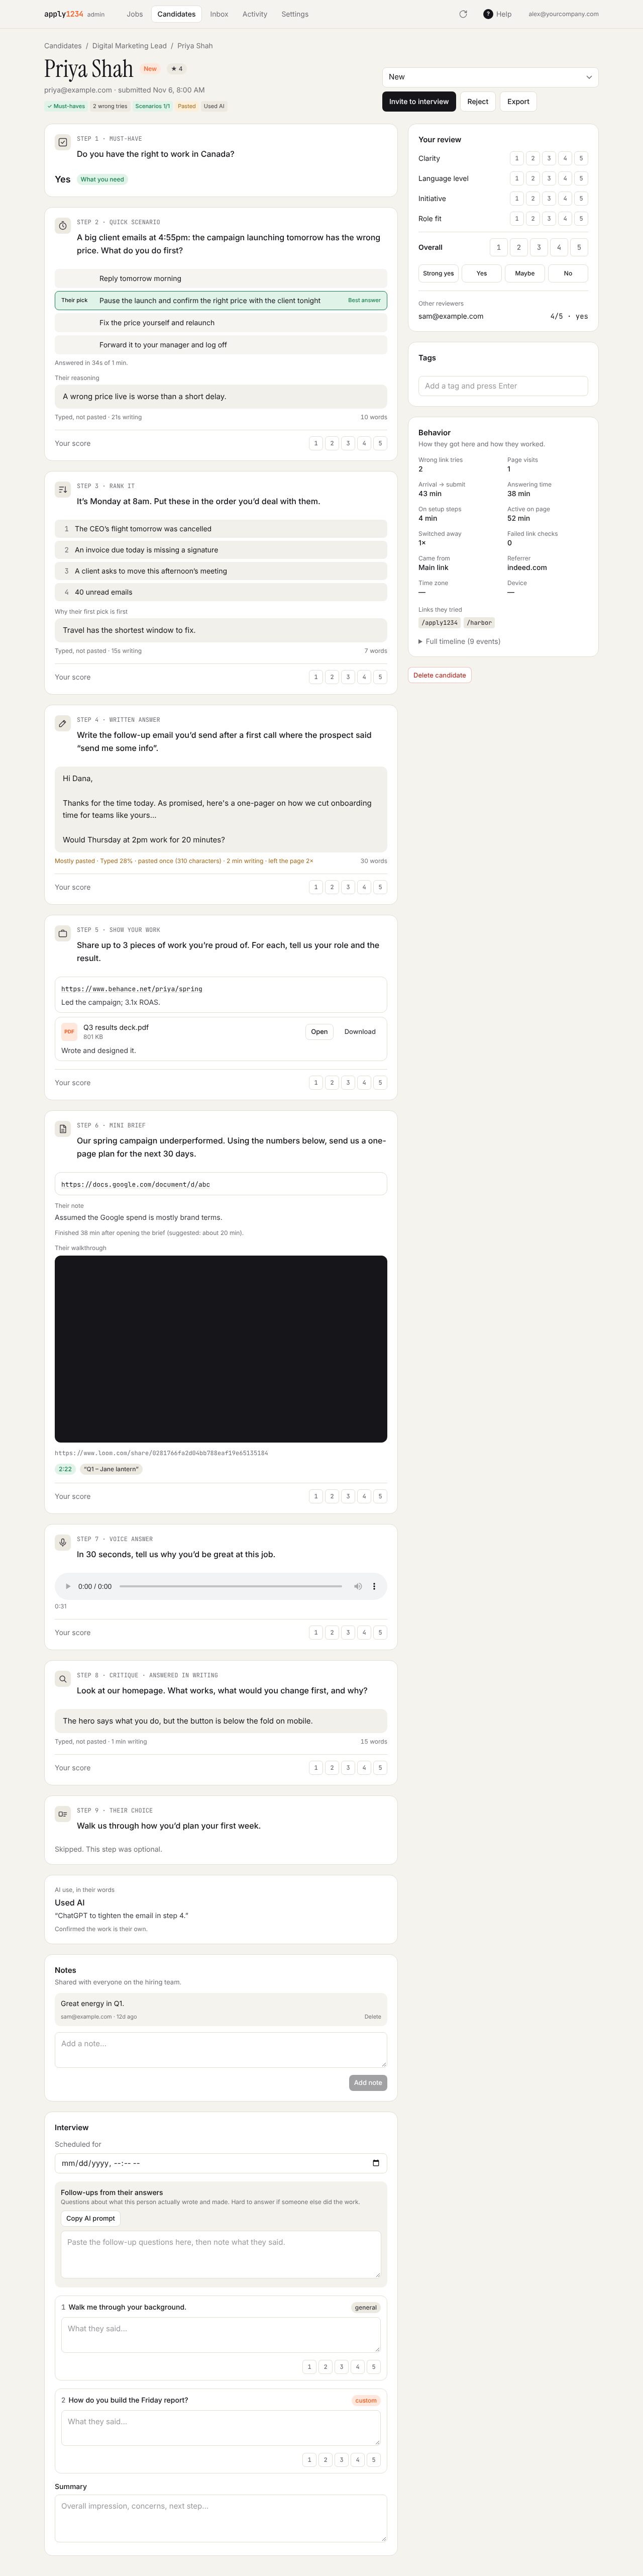 apply1234 admin Jobs Candidates Inbox Activity Settings ? Help alex@yourcompany.com
Candidates / Digital Marketing Lead / Priya Shah
Priya Shah New ★ 4
priya@example.com · submitted Nov 6, 8:00 AM
✓ Must-haves 2 wrong tries Scenarios 1/1 Pasted Used AI
New
Invite to interview Reject Export
STEP 1 · MUST-HAVE
Do you have the right to work in Canada?
Yes What you need
STEP 2 · QUICK SCENARIO
A big client emails at 4:55pm: the campaign launching tomorrow has the wrong
price. What do you do first?
Reply tomorrow morning
Their pick Pause the launch and confirm the right price with the client tonight Best answer
Fix the price yourself and relaunch
Forward it to your manager and log off
Answered in 34s of 1 min.
Their reasoning
A wrong price live is worse than a short delay.
Typed, not pasted · 21s writing 10 words
Your score 1 2 3 4 5
STEP 3 · RANK IT
It’s Monday at 8am. Put these in the order you’d deal with them.
1 The CEO’s flight tomorrow was cancelled
2 An invoice due today is missing a signature
3 A client asks to move this afternoon’s meeting
4 40 unread emails
Why their first pick is first
Travel has the shortest window to fix.
Typed, not pasted · 15s writing 7 words
Your score 1 2 3 4 5
STEP 4 · WRITTEN ANSWER
Write the follow-up email you’d send after a first call where the prospect said
“send me some info”.
Hi Dana,
Thanks for the time today. As promised, here's a one-pager on how we cut onboarding
time for teams like yours...
Would Thursday at 2pm work for 20 minutes?
Mostly pasted · Typed 28% · pasted once (310 characters) · 2 min writing · left the page 2× 30 words
Your score 1 2 3 4 5
STEP 5 · SHOW YOUR WORK
Share up to 3 pieces of work you’re proud of. For each, tell us your role and the
result.
https://www.behance.net/priya/spring
Led the campaign; 3.1x ROAS.
PDF Q3 results deck.pdf Open Download
801 KB
Wrote and designed it.
Your score 1 2 3 4 5
STEP 6 · MINI BRIEF
Our spring campaign underperformed. Using the numbers below, send us a one-
page plan for the next 30 days.
https://docs.google.com/document/d/abc
Their note
Assumed the Google spend is mostly brand terms.
Finished 38 min after opening the brief (suggested: about 20 min).
Their walkthrough
https://www.loom.com/share/0281766fa2d04bb788eaf19e65135184
2:22 “Q1 – Jane lantern”
Your score 1 2 3 4 5
STEP 7 · VOICE ANSWER
In 30 seconds, tell us why you’d be great at this job.
0:00 / 0:00
0:31
Your score 1 2 3 4 5
STEP 8 · CRITIQUE · ANSWERED IN WRITING
Look at our homepage. What works, what would you change first, and why?
The hero says what you do, but the button is below the fold on mobile.
Typed, not pasted · 1 min writing 15 words
Your score 1 2 3 4 5
STEP 9 · THEIR CHOICE
Walk us through how you’d plan your first week.
Skipped. This step was optional.
AI use, in their words
Used AI
“ChatGPT to tighten the email in step 4.”
Confirmed the work is their own.
Notes
Shared with everyone on the hiring team.
Great energy in Q1.
sam@example.com · 12d ago Delete
Add a note...
Add note
Interview
Scheduled for
mm/dd/yyyy, --:-- --
Follow-ups from their answers
Questions about what this person actually wrote and made. Hard to answer if someone else did the work.
Copy AI prompt
Paste the follow-up questions here, then note what they said.
1 Walk me through your background. general
What they said...
1 2 3 4 5
2 How do you build the Friday report? custom
What they said...
1 2 3 4 5
Summary
Overall impression, concerns, next step...
Your review
Clarity 1 2 3 4 5
Language level 1 2 3 4 5
Initiative 1 2 3 4 5
Role fit 1 2 3 4 5
Overall 1 2 3 4 5
Strong yes Yes Maybe No
Other reviewers
sam@example.com 4/5 · yes
Tags
Add a tag and press Enter
Behavior
How they got here and how they worked.
Wrong link tries Page visits
2 1
Arrival → submit Answering time
43 min 38 min
On setup steps Active on page
4 min 52 min
Switched away Failed link checks
1× 0
Came from Referrer
Main link indeed.com
Time zone Device
— —
Links they tried
/apply1234 /harbor
▶ Full timeline (9 events)
Delete candidate